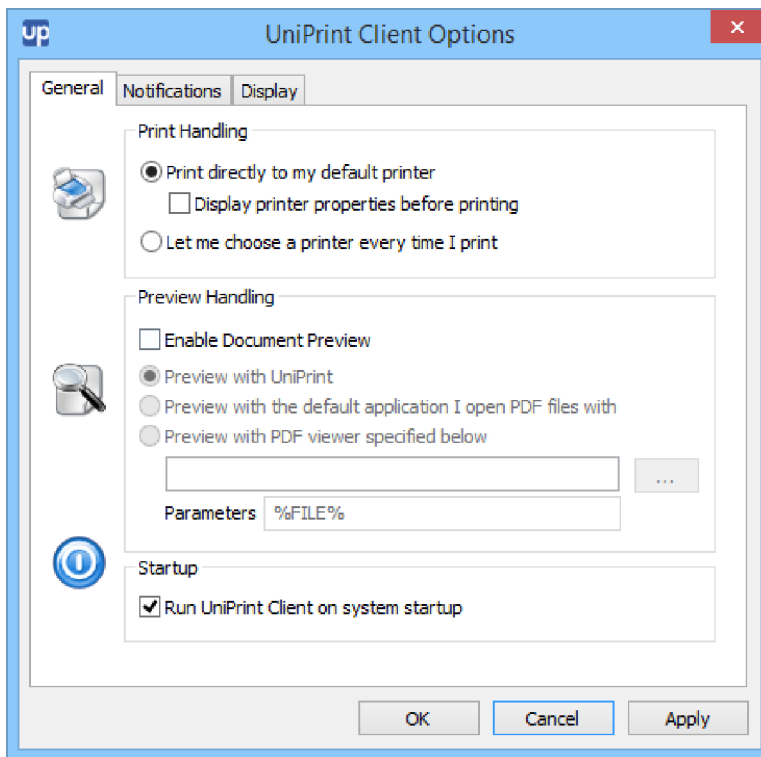 up UniPrint Client Options
General Notifications Display
Print Handling
Print directly to my default printer
Display printer properties before printing
Let me choose a printer every time I print
Preview Handling
Enable Document Preview
Preview with UniPrint
Preview with the default application I open PDF files with
Preview with PDF viewer specified below
...
Parameters %FILE%
Startup
Run UniPrint Client on system startup
OK Cancel Apply